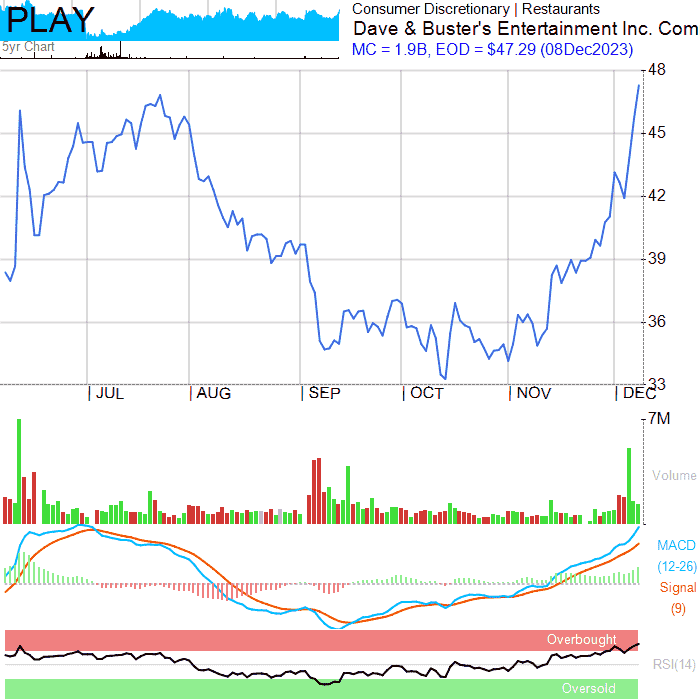 PLAY
5yr Chart
Consumer Discretionary | Restaurants
Dave & Buster's Entertainment Inc. Com
MC = 1.9B, EOD = $47.29 (08Dec2023)
48
45
42
39
36
33
JUL AUG SEP OCT NOV DEC
7M
Volume
MACD
(12-26)
Signal
(9)
Overbought
RSI(14)
Oversold